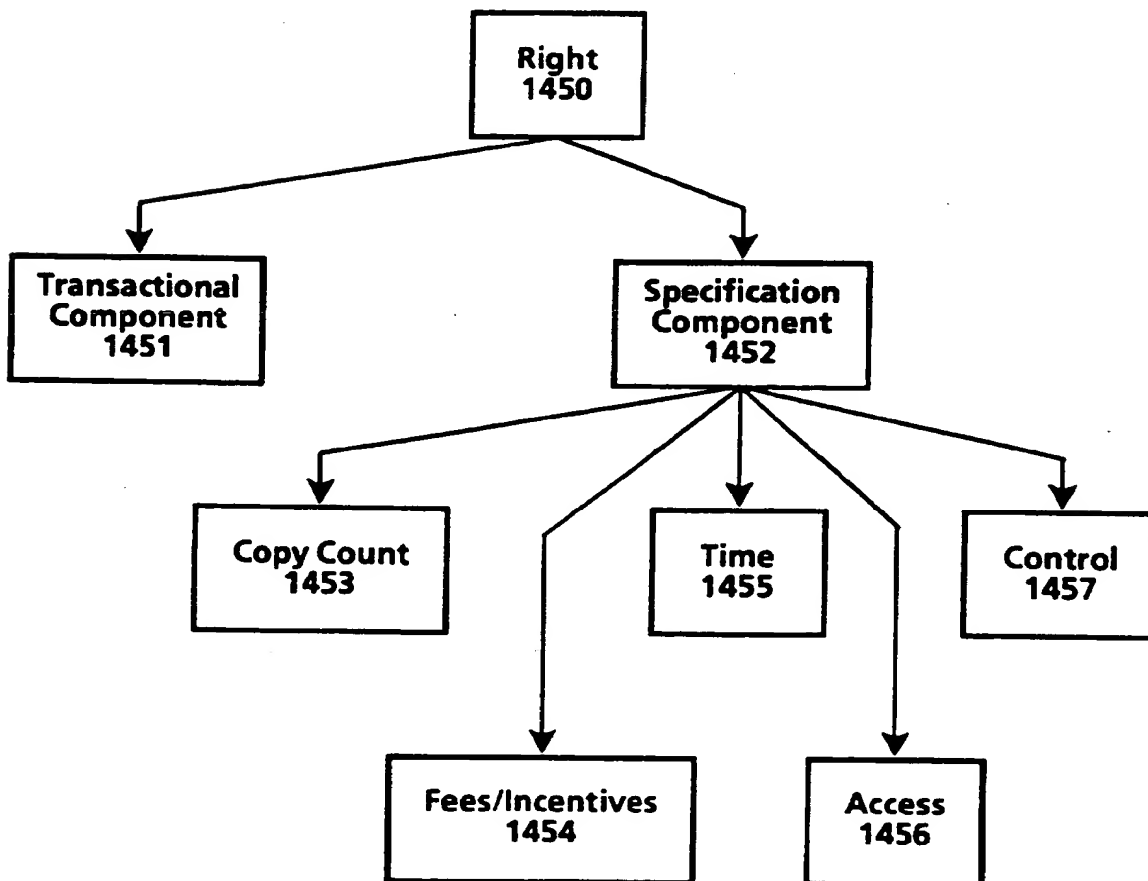 Right
1450
Transactional
Component
1451
Specification
Component
1452
Copy Count
1453
Time
1455
Control
1457
Fees/Incentives
1454
Access
1456